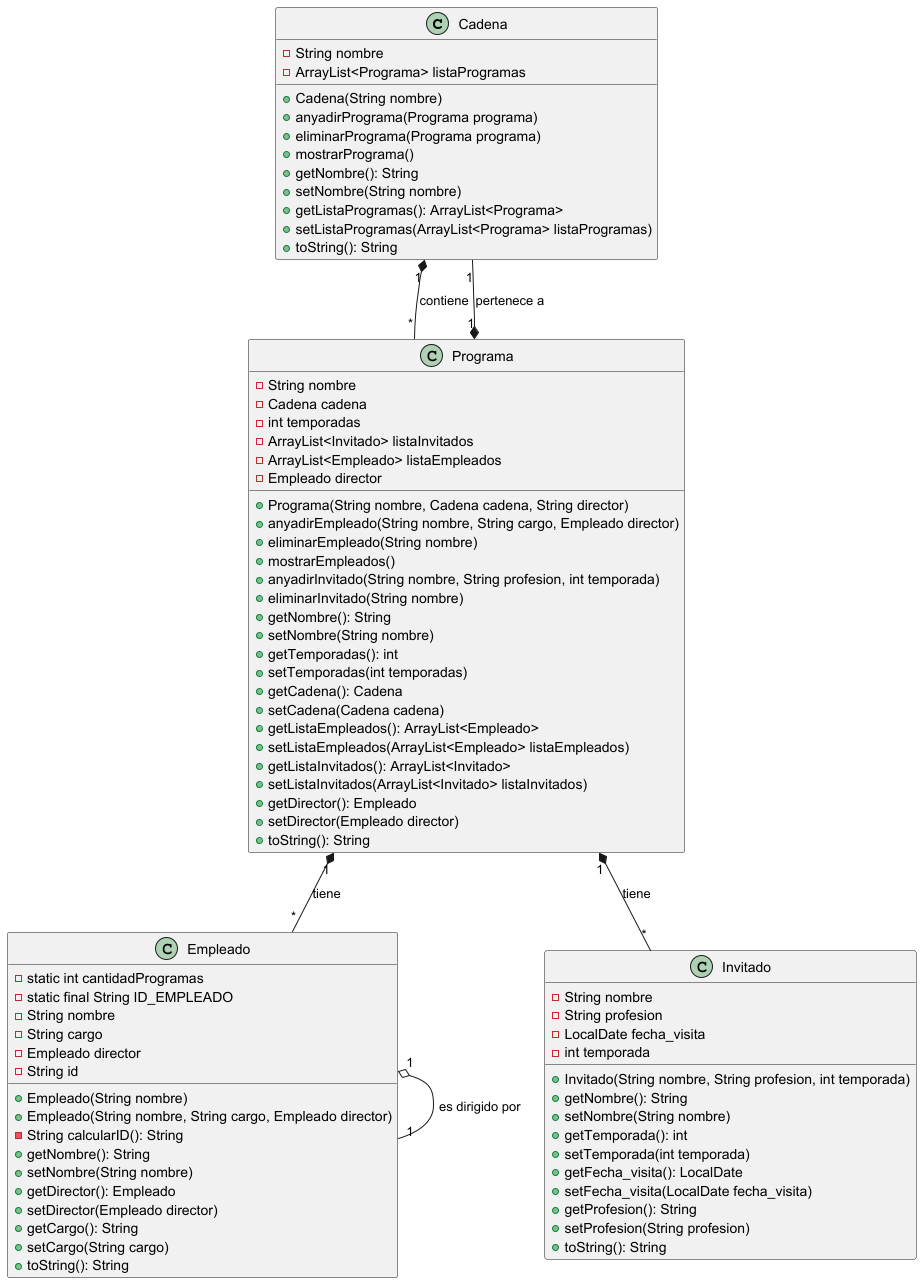 C Cadena
String nombre
ArrayList<Programa> listaProgramas
Cadena(String nombre)
anyadirPrograma(Programa programa)
eliminarPrograma(Programa programa)
mostrarPrograma()
getNombre(): String
setNombre(String nombre)
getListaProgramas(): ArrayList<Programa>
setListaProgramas(ArrayList<Programa> listaProgramas)
toString(): String
1 1
contiene pertenece a
* 1
C Programa
String nombre
Cadena cadena
int temporadas
ArrayList<Invitado> listaInvitados
ArrayList<Empleado> listaEmpleados
Empleado director
Programa(String nombre, Cadena cadena, String director)
anyadirEmpleado(String nombre, String cargo, Empleado director)
eliminarEmpleado(String nombre)
mostrarEmpleados()
anyadirInvitado(String nombre, String profesion, int temporada)
eliminarInvitado(String nombre)
getNombre(): String
setNombre(String nombre)
getTemporadas(): int
setTemporadas(int temporadas)
getCadena(): Cadena
setCadena(Cadena cadena)
getListaEmpleados(): ArrayList<Empleado>
setListaEmpleados(ArrayList<Empleado> listaEmpleados)
getListaInvitados(): ArrayList<Invitado>
setListaInvitados(ArrayList<Invitado> listaInvitados)
getDirector(): Empleado
setDirector(Empleado director)
toString(): String
1 1
tiene tiene
* *
C Empleado
static int cantidadProgramas
static final String ID_EMPLEADO
String nombre
String cargo
Empleado director
String id
Empleado(String nombre)
Empleado(String nombre, String cargo, Empleado director)
String calcularID(): String
getNombre(): String
setNombre(String nombre)
getDirector(): Empleado
setDirector(Empleado director)
getCargo(): String
setCargo(String cargo)
toString(): String
1
es dirigido por
1
C Invitado
String nombre
String profesion
LocalDate fecha_visita
int temporada
Invitado(String nombre, String profesion, int temporada)
getNombre(): String
setNombre(String nombre)
getTemporada(): int
setTemporada(int temporada)
getFecha_visita(): LocalDate
setFecha_visita(LocalDate fecha_visita)
getProfesion(): String
setProfesion(String profesion)
toString(): String